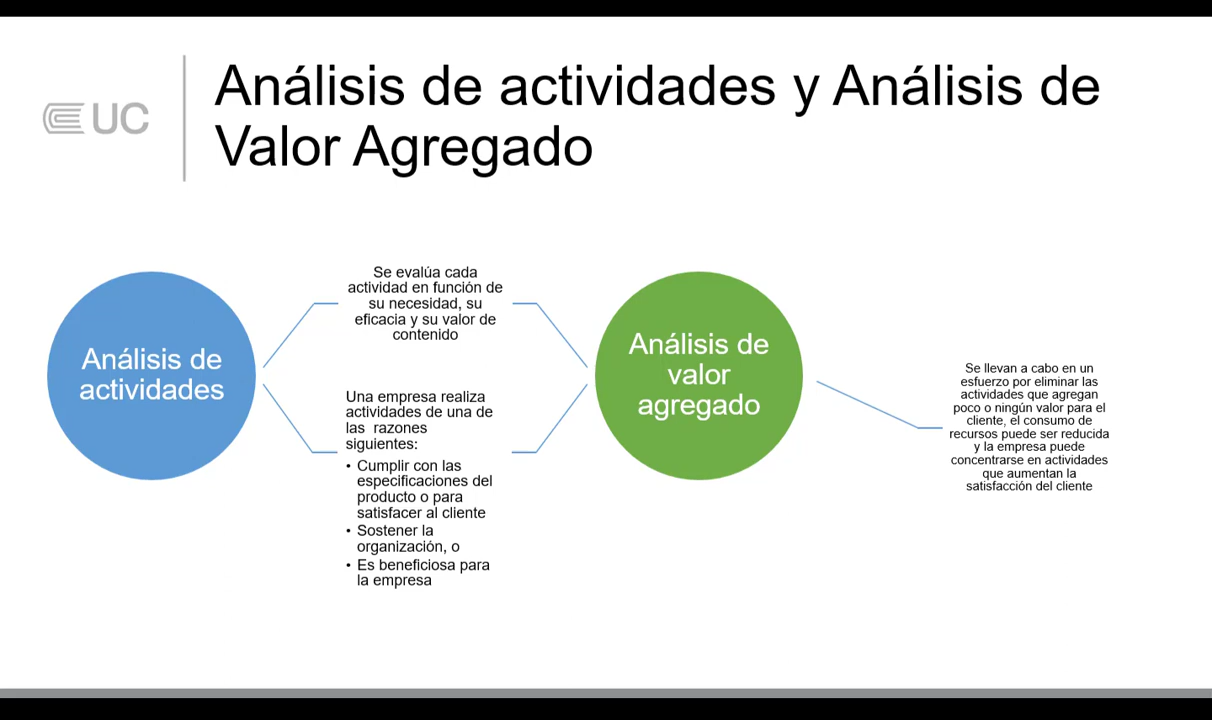 UC
Análisis de actividades y Análisis de
Valor Agregado
Análisis de
actividades
Se evalúa cada
actividad en función de
su necesidad, su
eficacia y su valor de
contenido
Una empresa realiza
actividades de una de
las razones
siguientes:
• Cumplir con las
especificaciones del
producto o para
satisfacer al cliente
• Sostener la
organización, o
• Es beneficiosa para
la empresa
Análisis de
valor
agregado
Se llevan a cabo en un
esfuerzo por eliminar las
actividades que agregan
poco o ningún valor para el
cliente, el consumo de
recursos puede ser reducida
y la empresa puede
concentrarse en actividades
que aumentan la
satisfacción del cliente